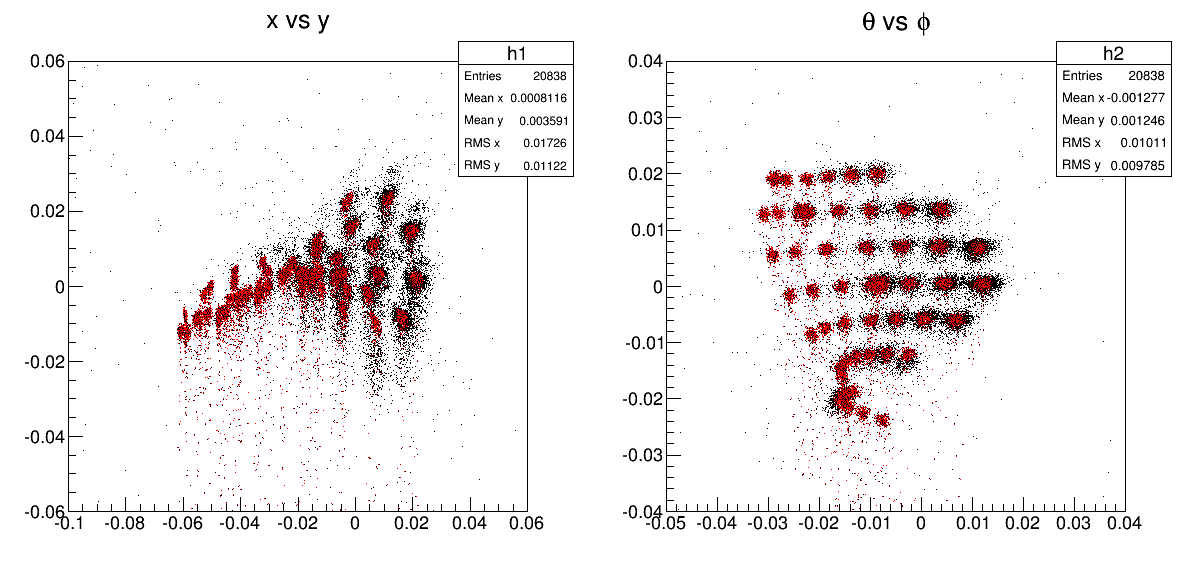 x vs y
h1
Entries 20838
Mean x 0.0008116
Mean y 0.003591
RMS x 0.01726
RMS y 0.01122
0.06
0.04
0.02
0
-0.02
-0.04
-0.06
-0.1 -0.08 -0.06 -0.04 -0.02 0 0.02 0.04 0.06
θ vs ϕ
h2
Entries 20838
Mean x -0.001277
Mean y 0.001246
RMS x 0.01011
RMS y 0.009785
0.04
0.03
0.02
0.01
0
-0.01
-0.02
-0.03
-0.04
-0.05 -0.04 -0.03 -0.02 -0.01 0 0.01 0.02 0.03 0.04